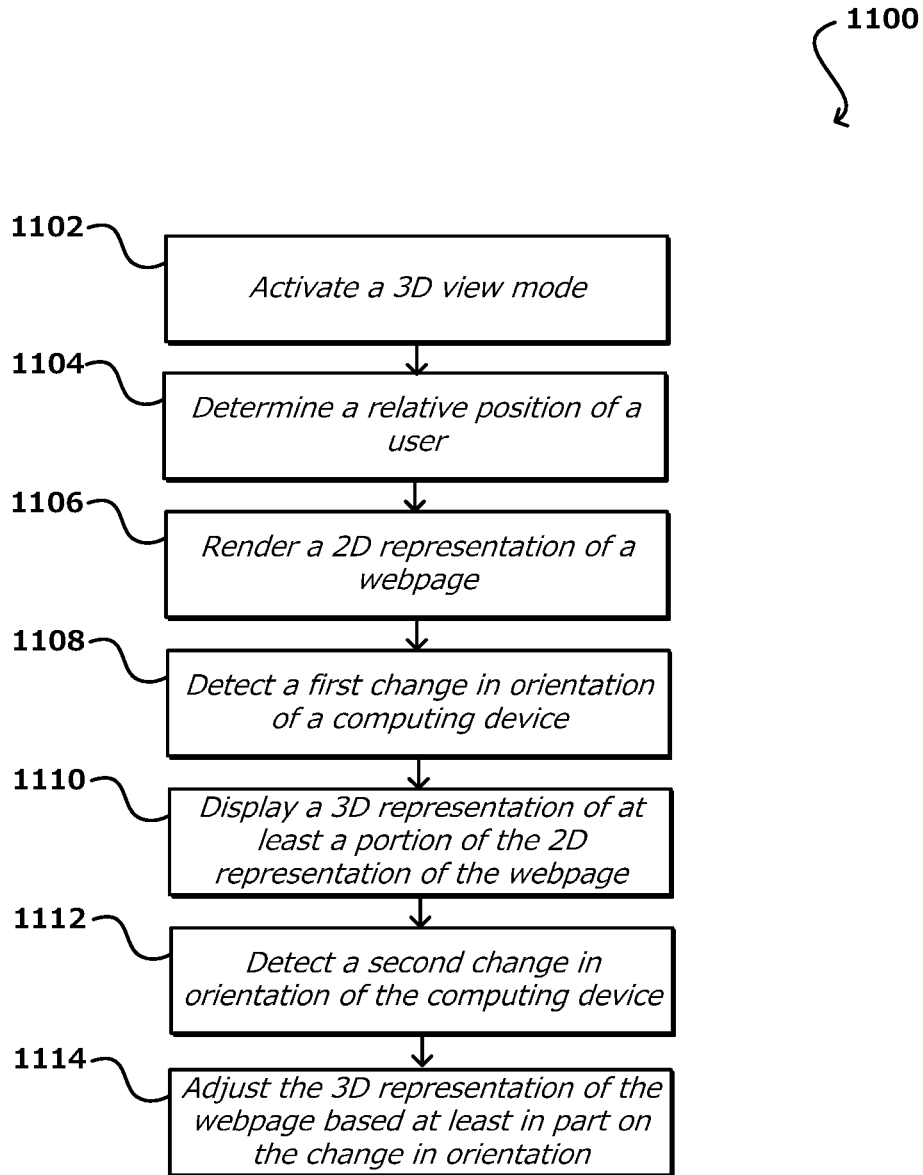 1100
1102
Activate a 3D view mode
1104
Determine a relative position of a
user
1106
Render a 2D representation of a
webpage
1108
Detect a first change in orientation
of a computing device
1110
Display a 3D representation of at
least a portion of the 2D
representation of the webpage
1112
Detect a second change in
orientation of the computing device
1114
Adjust the 3D representation of the
webpage based at least in part on
the change in orientation